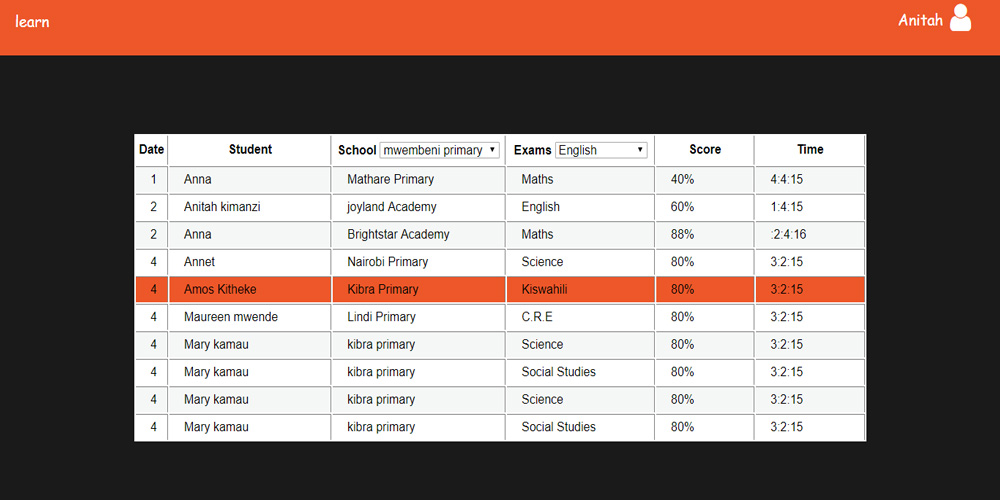 learn
Anitah
Date Student School mwembeni primary Exams English Score Time
1 Anna Mathare Primary Maths 40% 4:4:15
2 Anitah kimanzi joyland Academy English 60% 1:4:15
2 Anna Brightstar Academy Maths 88% :2:4:16
4 Annet Nairobi Primary Science 80% 3:2:15
4 Amos Kitheke Kibra Primary Kiswahili 80% 3:2:15
4 Maureen mwende Lindi Primary C.R.E 80% 3:2:15
4 Mary kamau kibra primary Science 80% 3:2:15
4 Mary kamau kibra primary Social Studies 80% 3:2:15
4 Mary kamau kibra primary Science 80% 3:2:15
4 Mary kamau kibra primary Social Studies 80% 3:2:15